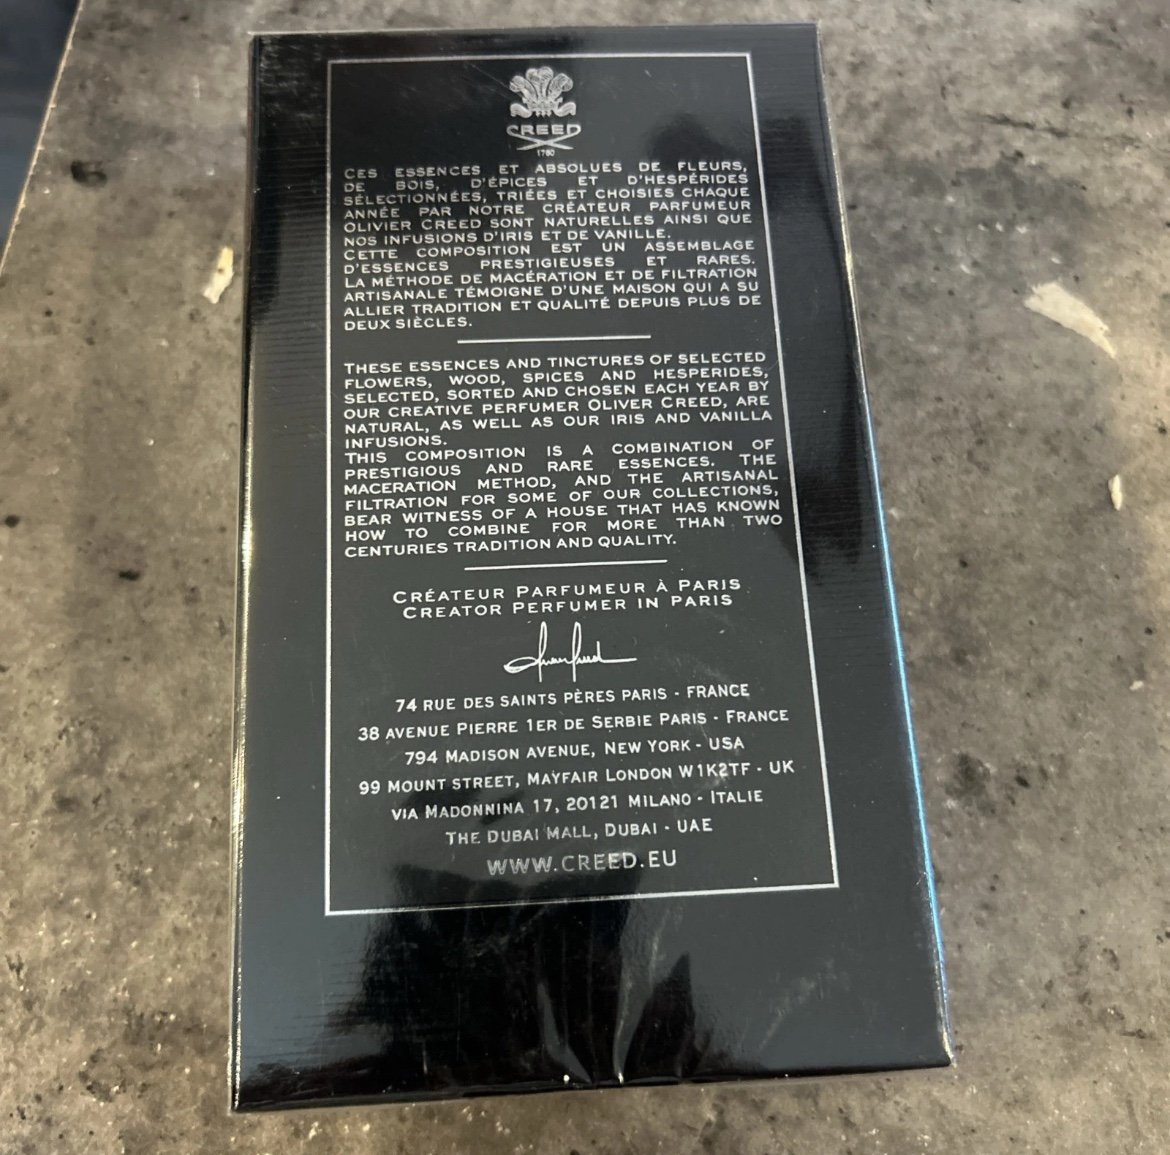 CREED
1760
CES ESSENCES ET ABSOLUES DE FLEURS,
DE BOIS, D'ÉPICES ET D'HESPÉRIDES
SÉLECTIONNÉES, TRIÉES ET CHOISIES CHAQUE
ANNÉE PAR NOTRE CRÉATEUR PARFUMEUR
OLIVIER CREED SONT NATURELLES AINSI QUE
NOS INFUSIONS D'IRIS ET DE VANILLE.
CETTE COMPOSITION EST UN ASSEMBLAGE
D'ESSENCES PRESTIGIEUSES ET RARES.
LA MÉTHODE DE MACÉRATION ET DE FILTRATION
ARTISANALE TÉMOIGNE D'UNE MAISON QUI A SU
ALLIER TRADITION ET QUALITÉ DEPUIS PLUS DE
DEUX SIÈCLES.
THESE ESSENCES AND TINCTURES OF SELECTED
FLOWERS, WOOD, SPICES AND HESPERIDES,
SELECTED, SORTED AND CHOSEN EACH YEAR BY
OUR CREATIVE PERFUMER OLIVER CREED, ARE
NATURAL, AS WELL AS OUR IRIS AND VANILLA
INFUSIONS.
THIS COMPOSITION IS A COMBINATION OF
PRESTIGIOUS AND RARE ESSENCES. THE
MACERATION METHOD, AND THE ARTISANAL
FILTRATION FOR SOME OF OUR COLLECTIONS,
BEAR WITNESS OF A HOUSE THAT HAS KNOWN
HOW TO COMBINE FOR MORE THAN TWO
CENTURIES TRADITION AND QUALITY.
CRÉATEUR PARFUMEUR À PARIS
CREATOR PERFUMER IN PARIS
74 RUE DES SAINTS PÈRES PARIS - FRANCE
38 AVENUE PIERRE 1ER DE SERBIE PARIS - FRANCE
794 MADISON AVENUE, NEW YORK - USA
99 MOUNT STREET, MAYFAIR LONDON W1K2TF - UK
VIA MADONNINA 17, 20121 MILANO - ITALIE
THE DUBAI MALL, DUBAI - UAE
WWW.CREED.EU